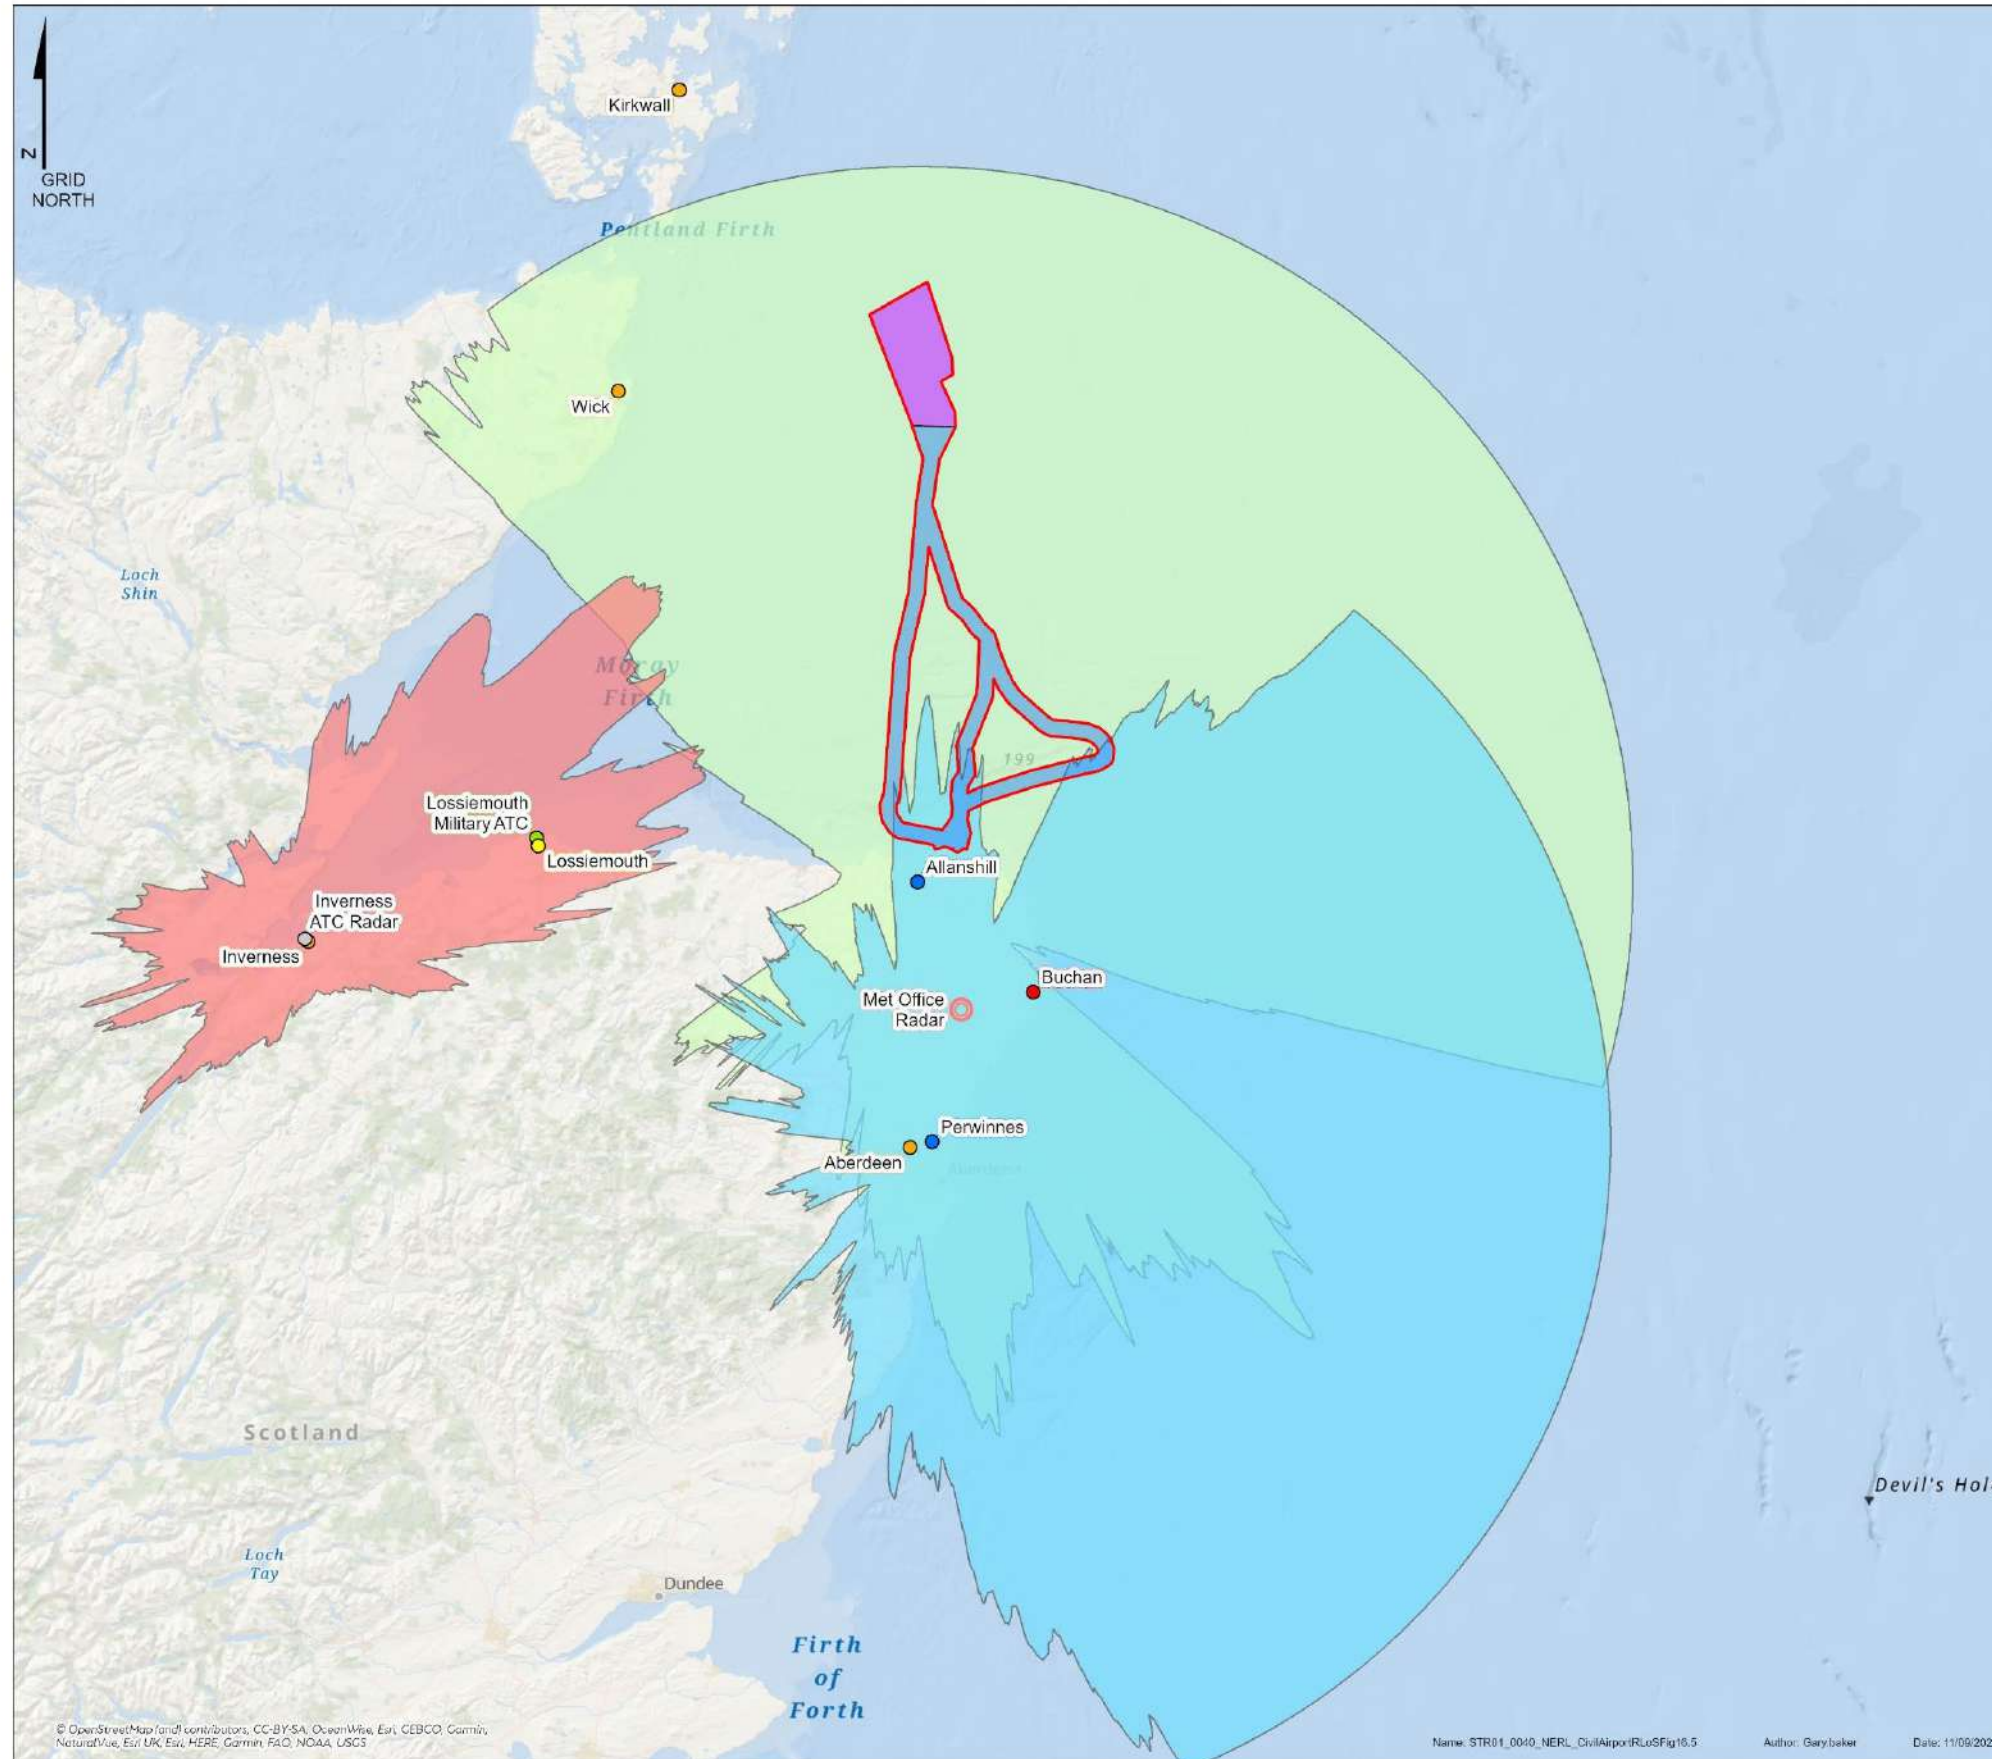 Kirkwall
N
GRID
NORTH
Pentland Firth
Wick
Loch
Shin
Moray
Firth
199
Lossiemouth
Military ATC
Lossiemouth
Allanshill
Inverness
ATC Radar
Inverness
Buchan
Met Office
Radar
Perwinnes
Aberdeen
Aberdeen
Scotland
Devil's Hol
Loch
Tay
Dundee
Firth
of
Forth
© OpenStreetMap (and) contributors, CC-BY-SA, OceanWise, Esri, GEBCO, Garmin,
NaturalVue, Esri UK, Esri, HERE, Garmin, FAO, NOAA, USGS
Name: STR01_0040_NERL_CivilAirportRLoSFig16.5 Author: Gary.baker Date: 11/09/202